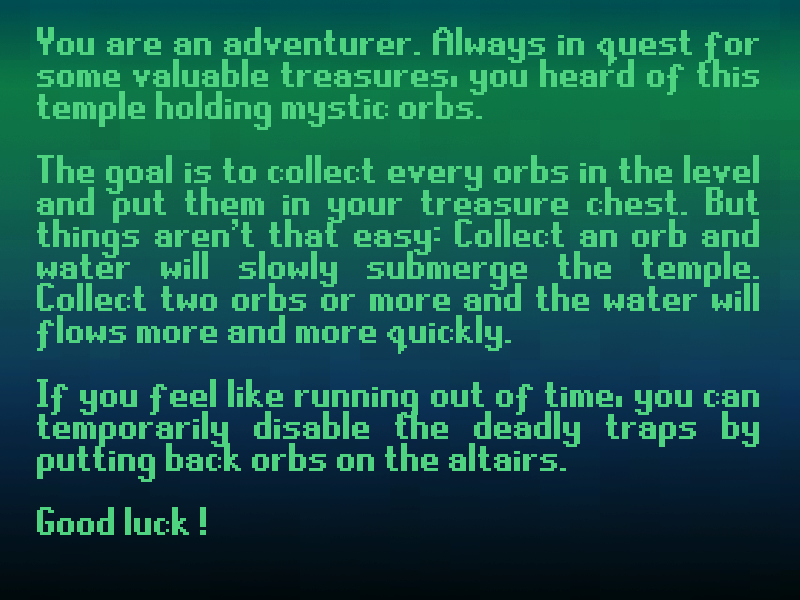 You are an adventurer. Always in quest for
some valuable treasures, you heard of this
temple holding mystic orbs.
The goal is to collect every orbs in the level
and put them in your treasure chest. But
things aren't that easy: Collect an orb and
water will slowly submerge the temple.
Collect two orbs or more and the water will
flows more and more quickly.
If you feel like running out of time, you can
temporarily disable the deadly traps by
putting back orbs on the altairs.
Good luck !